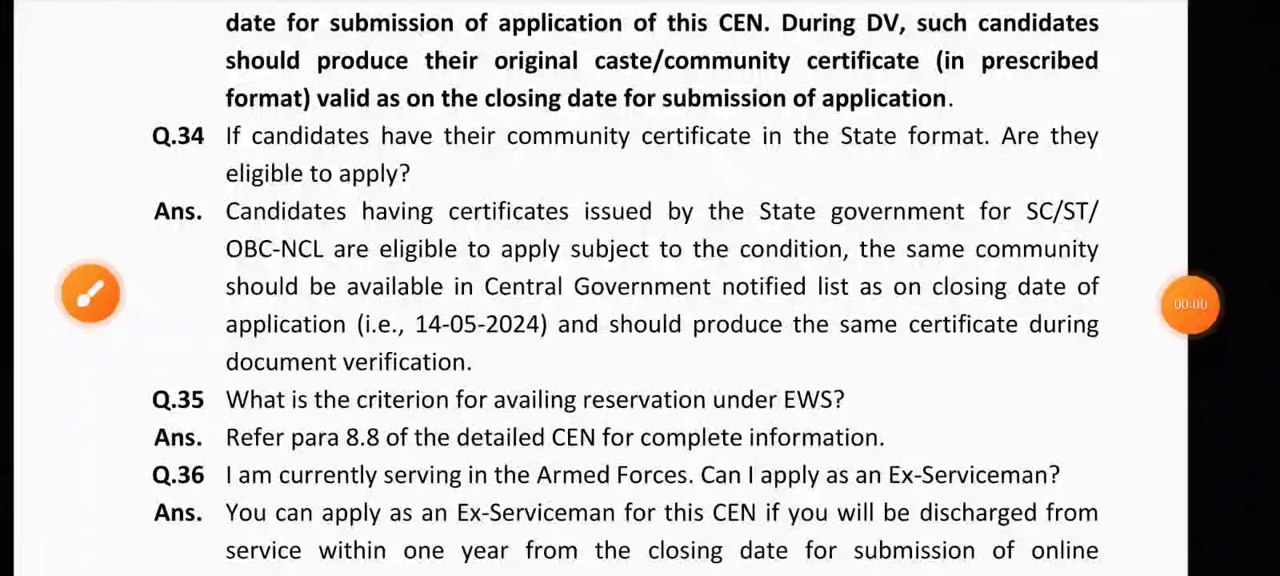 date for submission of application of this CEN. During DV, such candidates
should produce their original caste/community certificate (in prescribed
format) valid as on the closing date for submission of application.
Q.34 If candidates have their community certificate in the State format. Are they
eligible to apply?
Ans. Candidates having certificates issued by the State government for SC/ST/
OBC-NCL are eligible to apply subject to the condition, the same community
should be available in Central Government notified list as on closing date of
application (i.e., 14-05-2024) and should produce the same certificate during
document verification.
Q.35 What is the criterion for availing reservation under EWS?
Ans. Refer para 8.8 of the detailed CEN for complete information.
Q.36 I am currently serving in the Armed Forces. Can I apply as an Ex-Serviceman?
Ans. You can apply as an Ex-Serviceman for this CEN if you will be discharged from
service within one year from the closing date for submission of online
00:00